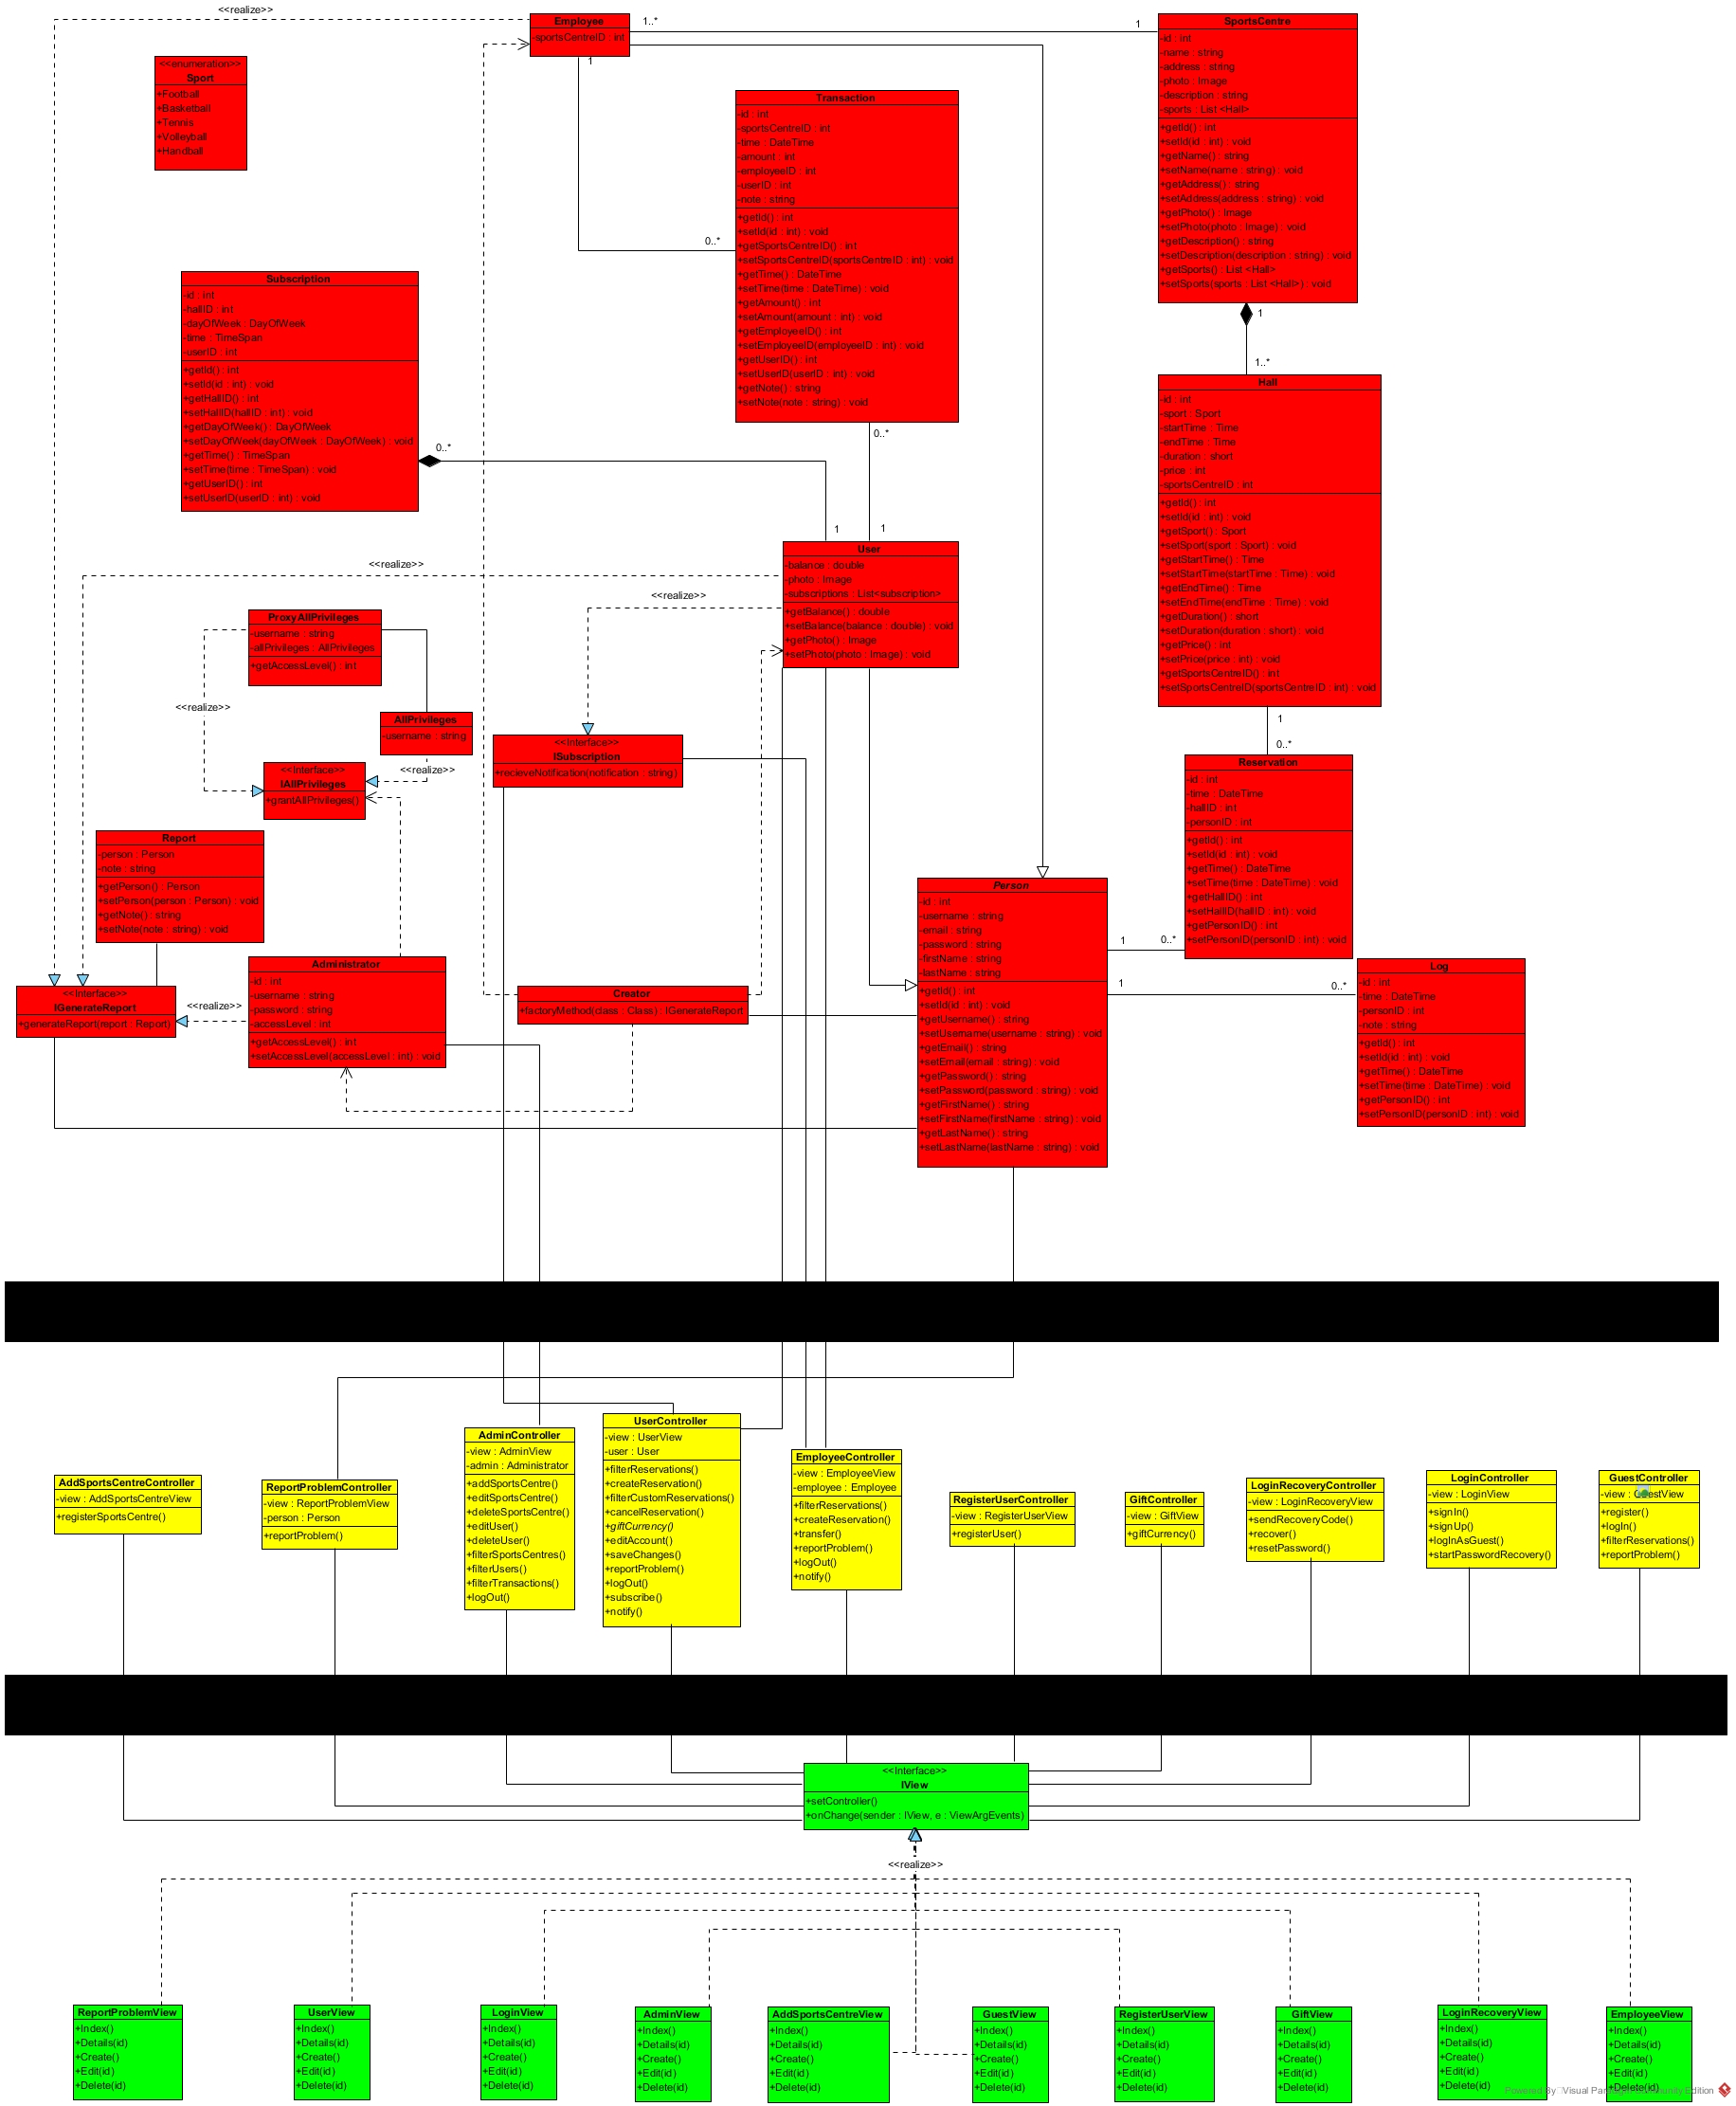 <<realize>>
Employee
-sportsCentreID : int
1..*
1
1
SportsCentre
-id : int
-name : string
-address : string
-photo : Image
-description : string
-sports : List <Hall>
+getId() : int
+setId(id : int) : void
+getName() : string
+setName(name : string) : void
+getAddress() : string
+setAddress(address : string) : void
+getPhoto() : Image
+setPhoto(photo : Image) : void
+getDescription() : string
+setDescription(description : string) : void
+getSports() : List <Hall>
+setSports(sports : List <Hall>) : void
<<enumeration>>
Sport
+Football
+Basketball
+Tennis
+Volleyball
+Handball
Transaction
-id : int
-sportsCentreID : int
-time : DateTime
-amount : int
-employeeID : int
-userID : int
-note : string
+getId() : int
+setId(id : int) : void
+getSportsCentreID() : int
+setSportsCentreID(sportsCentreID : int) : void
+getTime() : DateTime
+setTime(time : DateTime) : void
+getAmount() : int
+setAmount(amount : int) : void
+getEmployeeID() : int
+setEmployeeID(employeeID : int) : void
+getUserID() : int
+setUserID(userID : int) : void
+getNote() : string
+setNote(note : string) : void
0..*
0..*
Subscription
-id : int
-hallID : int
-dayOfWeek : DayOfWeek
-time : TimeSpan
-userID : int
+getId() : int
+setId(id : int) : void
+getHallID() : int
+setHallID(hallID : int) : void
+getDayOfWeek() : DayOfWeek
+setDayOfWeek(dayOfWeek : DayOfWeek) : void
+getTime() : TimeSpan
+setTime(time : TimeSpan) : void
+getUserID() : int
+setUserID(userID : int) : void
0..*
1
1
1
1..*
Hall
-id : int
-sport : Sport
-startTime : Time
-endTime : Time
-duration : short
-price : int
-sportsCentreID : int
+getId() : int
+setId(id : int) : void
+getSport() : Sport
+setSport(sport : Sport) : void
+getStartTime() : Time
+setStartTime(startTime : Time) : void
+getEndTime() : Time
+setEndTime(endTime : Time) : void
+getDuration() : short
+setDuration(duration : short) : void
+getPrice() : int
+setPrice(price : int) : void
+getSportsCentreID() : int
+setSportsCentreID(sportsCentreID : int) : void
User
-balance : double
-photo : Image
-subscriptions : List<subscription>
+getBalance() : double
+setBalance(balance : double) : void
+getPhoto() : Image
+setPhoto(photo : Image) : void
<<realize>>
<<realize>>
ProxyAllPrivileges
-username : string
-allPrivileges : AllPrivileges
+getAccessLevel() : int
<<realize>>
AllPrivileges
-username : string
<<realize>>
<<Interface>>
IAllPrivileges
+grantAllPrivileges()
<<Interface>>
ISubscription
+recieveNotification(notification : string)
1
0..*
Reservation
-id : int
-time : DateTime
-hallID : int
-personID : int
+getId() : int
+setId(id : int) : void
+getTime() : DateTime
+setTime(time : DateTime) : void
+getHallID() : int
+setHallID(hallID : int) : void
+getPersonID() : int
+setPersonID(personID : int) : void
Report
-person : Person
-note : string
+getPerson() : Person
+setPerson(person : Person) : void
+getNote() : string
+setNote(note : string) : void
Person
-id : int
-username : string
-email : string
-password : string
-firstName : string
-lastName : string
+getId() : int
+setId(id : int) : void
+getUsername() : string
+setUsername(username : string) : void
+getEmail() : string
+setEmail(email : string) : void
+getPassword() : string
+setPassword(password : string) : void
+getFirstName() : string
+setFirstName(firstName : string) : void
+getLastName() : string
+setLastName(lastName : string) : void
1
0..*
1
0..*
Log
-id : int
-time : DateTime
-personID : int
-note : string
+getId() : int
+setId(id : int) : void
+getTime() : DateTime
+setTime(time : DateTime) : void
+getPersonID() : int
+setPersonID(personID : int) : void
<<Interface>>
IGenerateReport
+generateReport(report : Report)
<<realize>>
Administrator
-id : int
-username : string
-password : string
-accessLevel : int
+getAccessLevel() : int
+setAccessLevel(accessLevel : int) : void
Creator
+factoryMethod(class : Class) : IGenerateReport
AddSportsCentreController
-view : AddSportsCentreView
+registerSportsCentre()
ReportProblemController
-view : ReportProblemView
-person : Person
+reportProblem()
AdminController
-view : AdminView
-admin : Administrator
+addSportsCentre()
+editSportsCentre()
+deleteSportsCentre()
+editUser()
+deleteUser()
+filterSportsCentres()
+filterUsers()
+filterTransactions()
+logOut()
UserController
-view : UserView
-user : User
+filterReservations()
+createReservation()
+filterCustomReservations()
+cancelReservation()
+giftCurrency()
+editAccount()
+saveChanges()
+reportProblem()
+logOut()
+subscribe()
+notify()
EmployeeController
-view : EmployeeView
-employee : Employee
+filterReservations()
+createReservation()
+transfer()
+reportProblem()
+logOut()
+notify()
RegisterUserController
-view : RegisterUserView
+registerUser()
GiftController
-view : GiftView
+giftCurrency()
LoginRecoveryController
-view : LoginRecoveryView
+sendRecoveryCode()
+recover()
+resetPassword()
LoginController
-view : LoginView
+signIn()
+signUp()
+logInAsGuest()
+startPasswordRecovery()
GuestController
-view : GuestView
+register()
+logIn()
+filterReservations()
+reportProblem()
<<Interface>>
IView
+setController()
+onChange(sender : IView, e : ViewArgEvents)
<<realize>>
ReportProblemView
+Index()
+Details(id)
+Create()
+Edit(id)
+Delete(id)
UserView
+Index()
+Details(id)
+Create()
+Edit(id)
+Delete(id)
LoginView
+Index()
+Details(id)
+Create()
+Edit(id)
+Delete(id)
AdminView
+Index()
+Details(id)
+Create()
+Edit(id)
+Delete(id)
AddSportsCentreView
+Index()
+Details(id)
+Create()
+Edit(id)
+Delete(id)
GuestView
+Index()
+Details(id)
+Create()
+Edit(id)
+Delete(id)
RegisterUserView
+Index()
+Details(id)
+Create()
+Edit(id)
+Delete(id)
GiftView
+Index()
+Details(id)
+Create()
+Edit(id)
+Delete(id)
LoginRecoveryView
+Index()
+Details(id)
+Create()
+Edit(id)
+Delete(id)
EmployeeView
+Index()
+Details(id)
+Create()
+Edit(id)
+Delete(id)
Powered By Visual Paradigm Community Edition